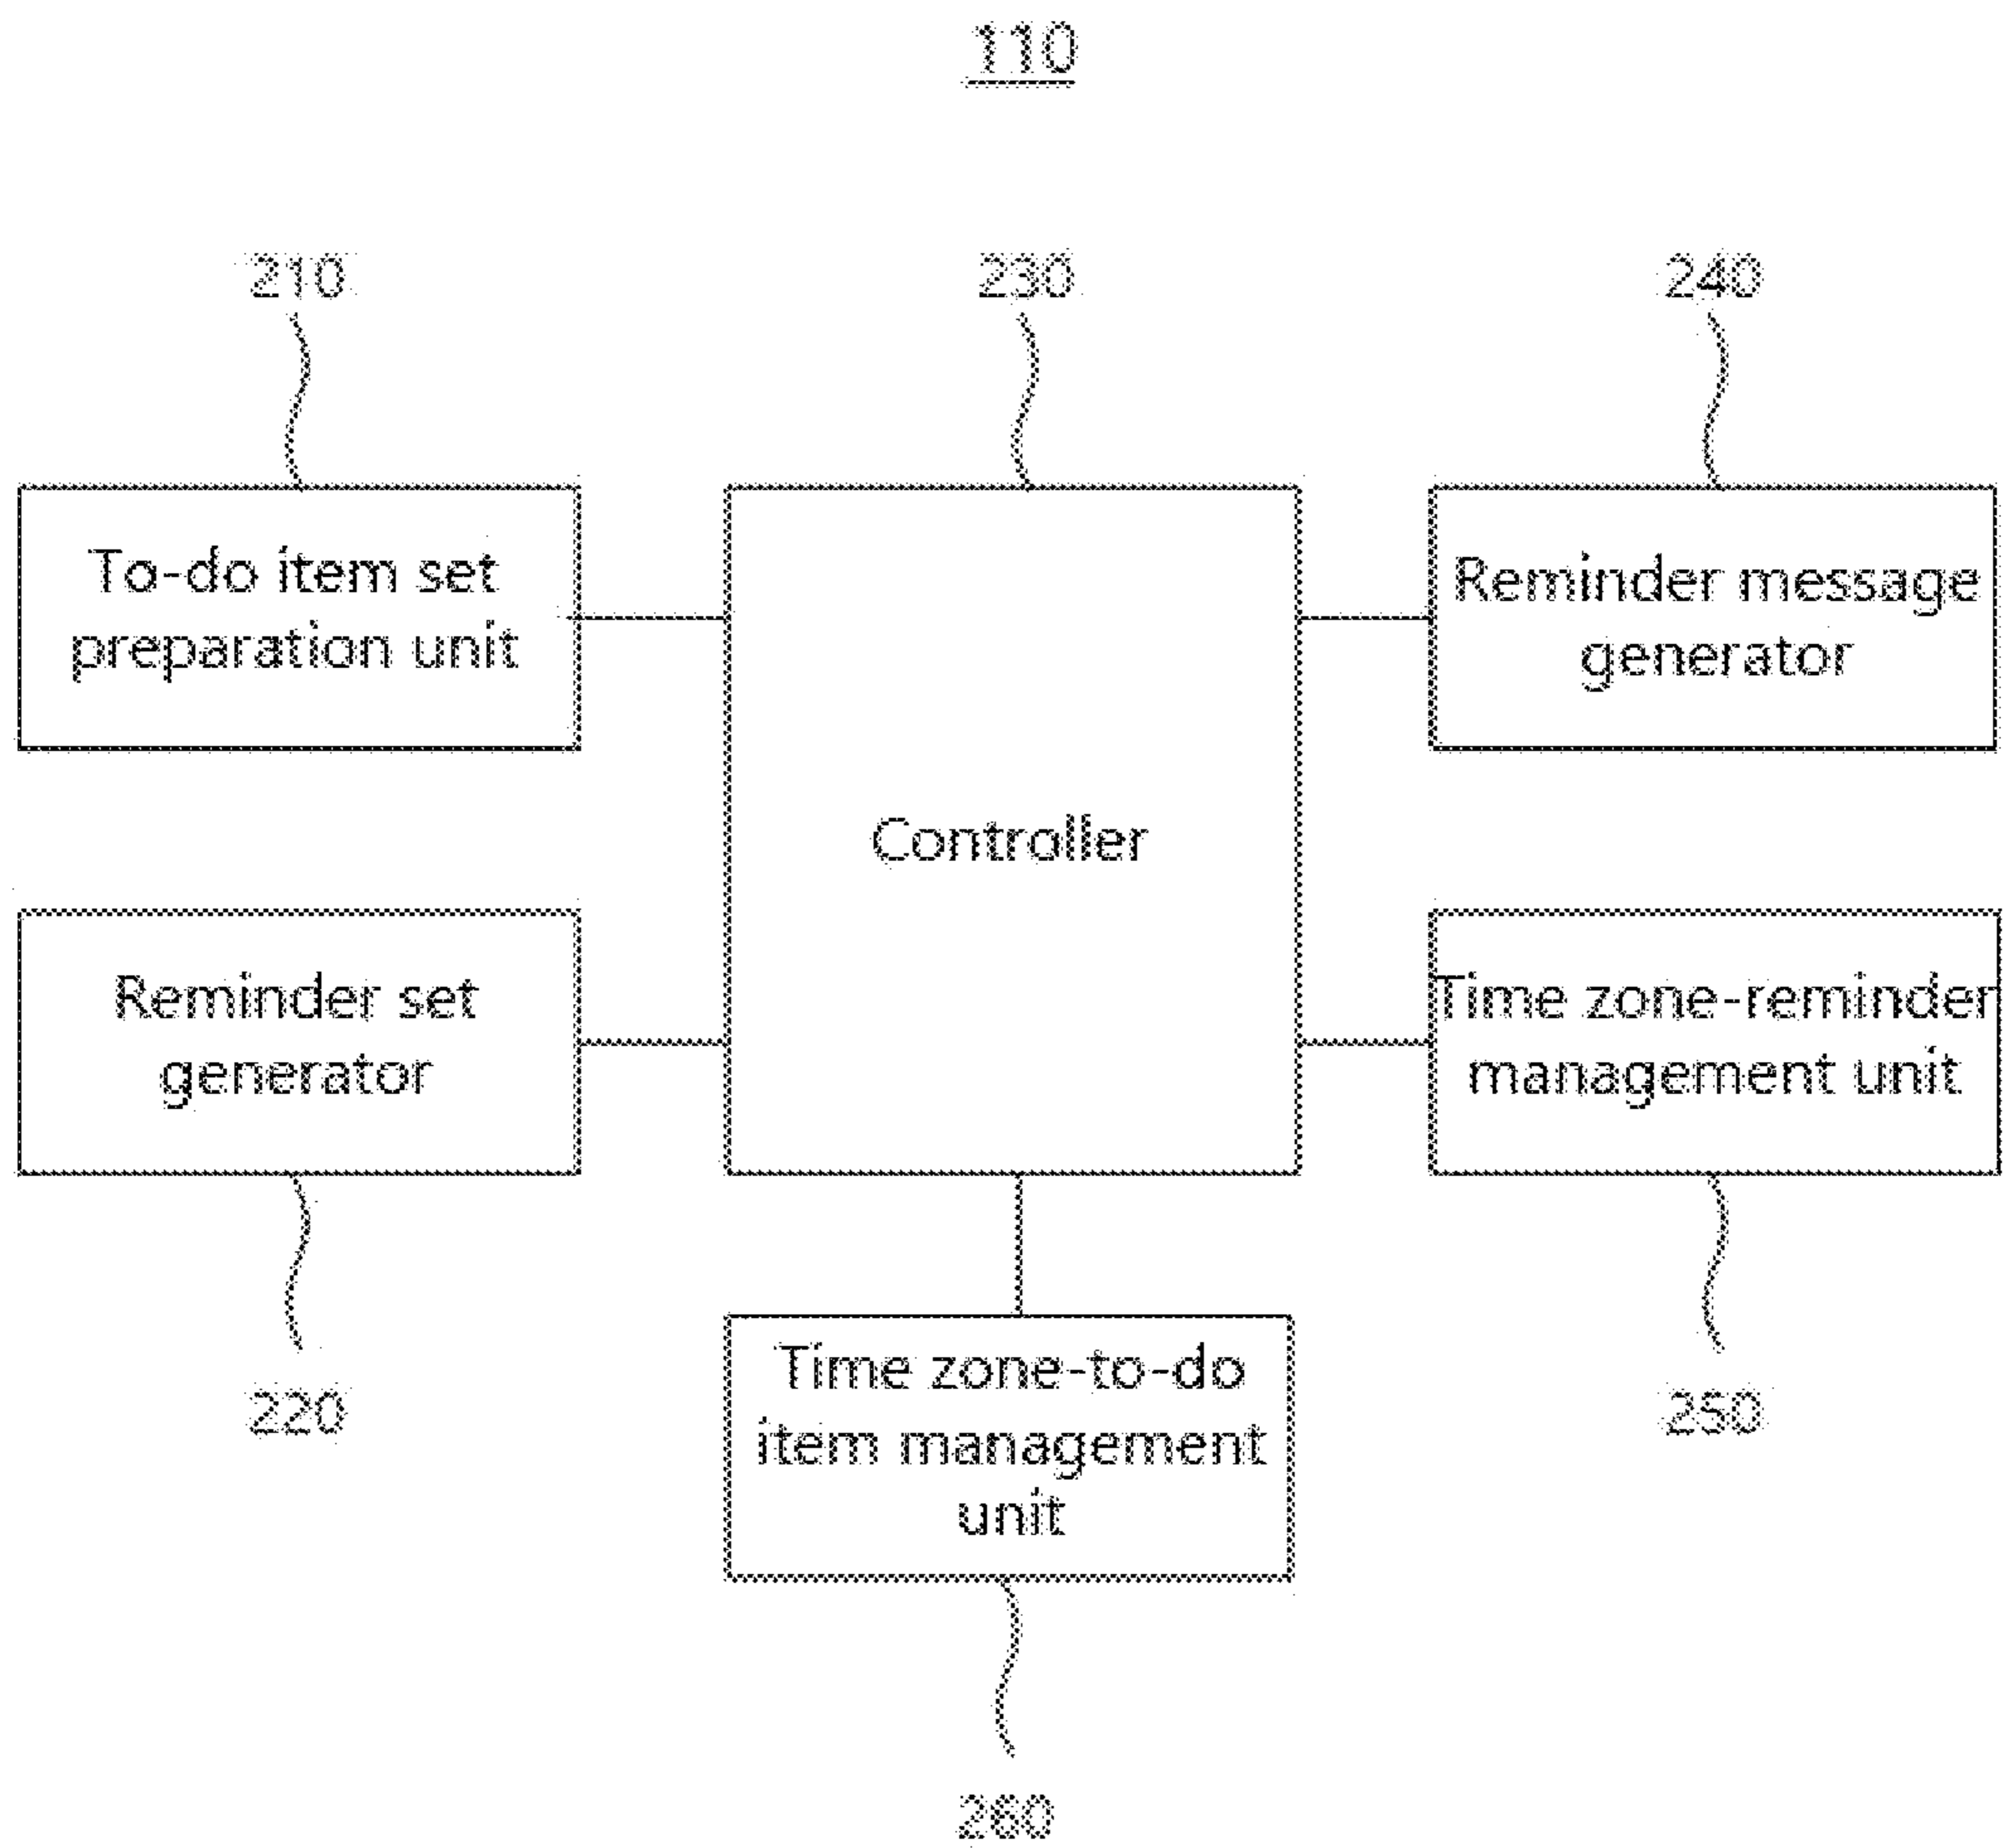 110
210
230
240
To-do item set
preparation unit
Controller
Reminder message
generator
Reminder set
generator
Time zone-reminder
management unit
220
Time zone-to-do
item management
unit
250
260